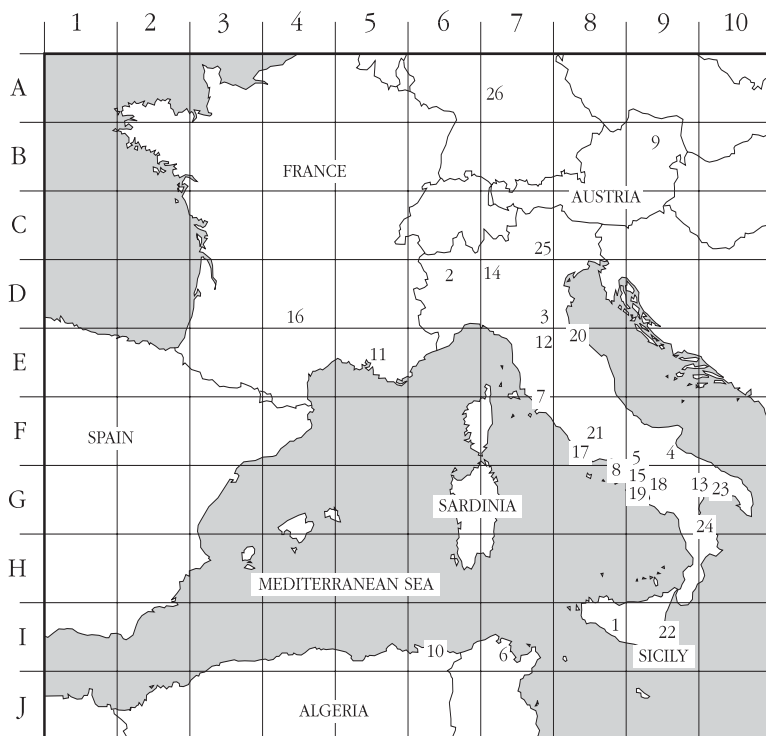 1 2 3 4 5 6 7 8 9 10
A 26
B FRANCE 9
AUSTRIA
C 25
D 2 14
16 3
E 11 12 20
7
F SPAIN 21 17 5 4
8 15 18 13 23
G SARDINIA 19
24
H MEDITERRANEAN SEA
I 1 22
10 6 SICILY
J ALGERIA